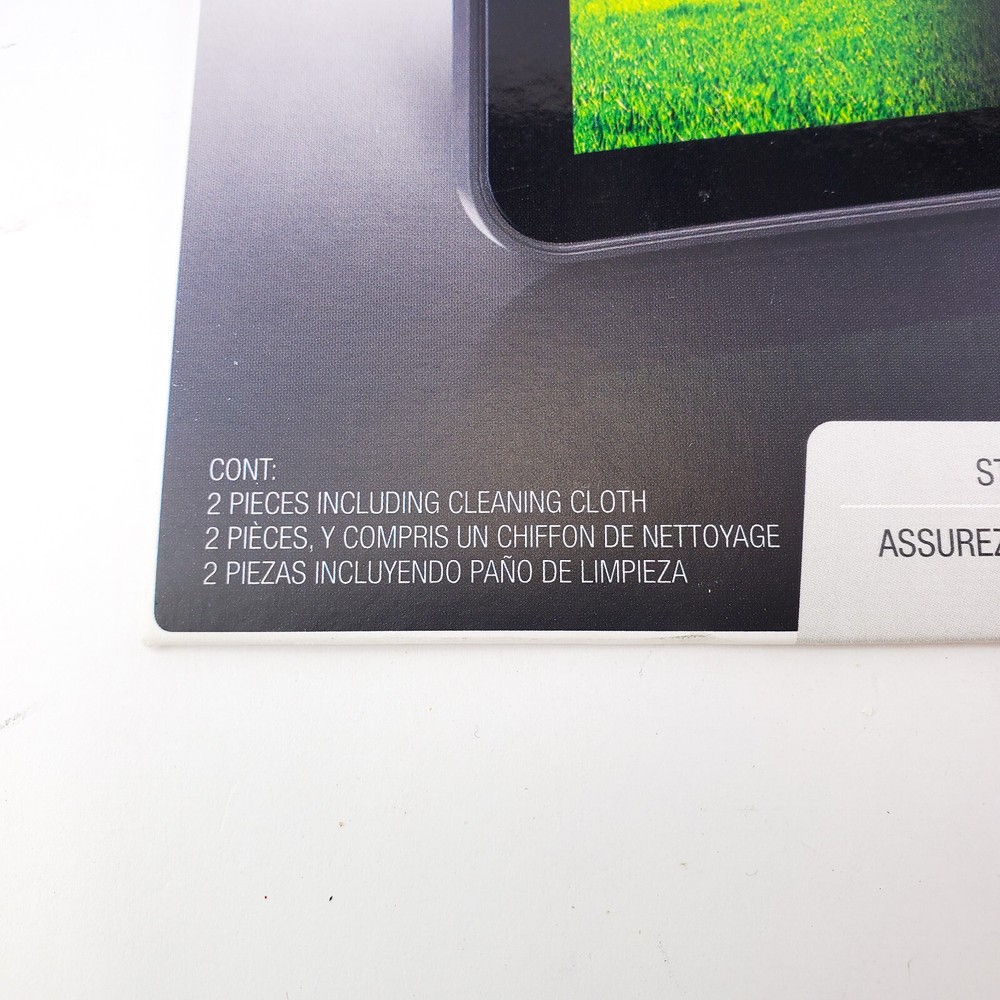 CONT:
2 PIECES INCLUDING CLEANING CLOTH
2 PIÈCES, Y COMPRIS UN CHIFFON DE NETTOYAGE
2 PIEZAS INCLUYENDO PAÑO DE LIMPIEZA
ST
ASSUREZ